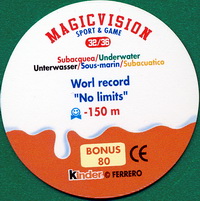 MAGICVISION
SPORT & GAME
32/36
Subacquea/Underwater
Unterwasser/Sous-marin/Subacuatico
Worl record
"No limits"
-150 m
BONUS
80
CE
Kinder © FERRERO